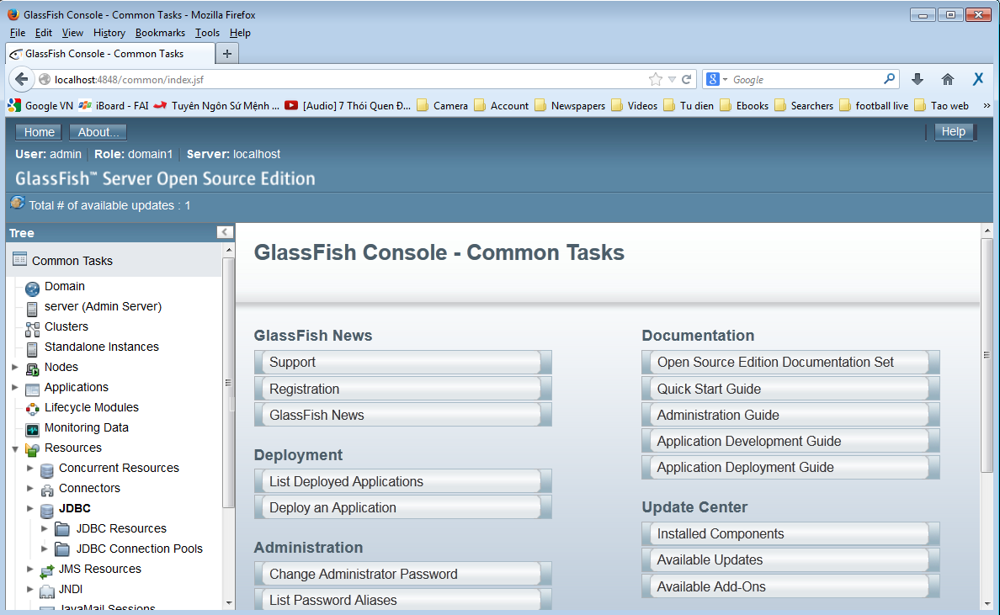 GlassFish Console - Common Tasks - Mozilla Firefox
File Edit View History Bookmarks Tools Help
GlassFish Console - Common Tasks
localhost:4848/common/index.jsf
Google
Google VN iBoard - FAI Tuyên Ngôn Sứ Mệnh ... [Audio] 7 Thói Quen Đ... Camera Account Newspapers Videos Tu dien Ebooks Searchers football live Tao web »
Home About... Help
User: admin Role: domain1 Server: localhost
GlassFish™ Server Open Source Edition
Total # of available updates : 1
Tree
Common Tasks
Domain
server (Admin Server)
Clusters
Standalone Instances
Nodes
Applications
Lifecycle Modules
Monitoring Data
Resources
Concurrent Resources
Connectors
JDBC
JDBC Resources
JDBC Connection Pools
JMS Resources
JNDI
JavaMail Sessions
GlassFish Console - Common Tasks
GlassFish News
Support
Registration
GlassFish News
Deployment
List Deployed Applications
Deploy an Application
Administration
Change Administrator Password
List Password Aliases
Documentation
Open Source Edition Documentation Set
Quick Start Guide
Administration Guide
Application Development Guide
Application Deployment Guide
Update Center
Installed Components
Available Updates
Available Add-Ons